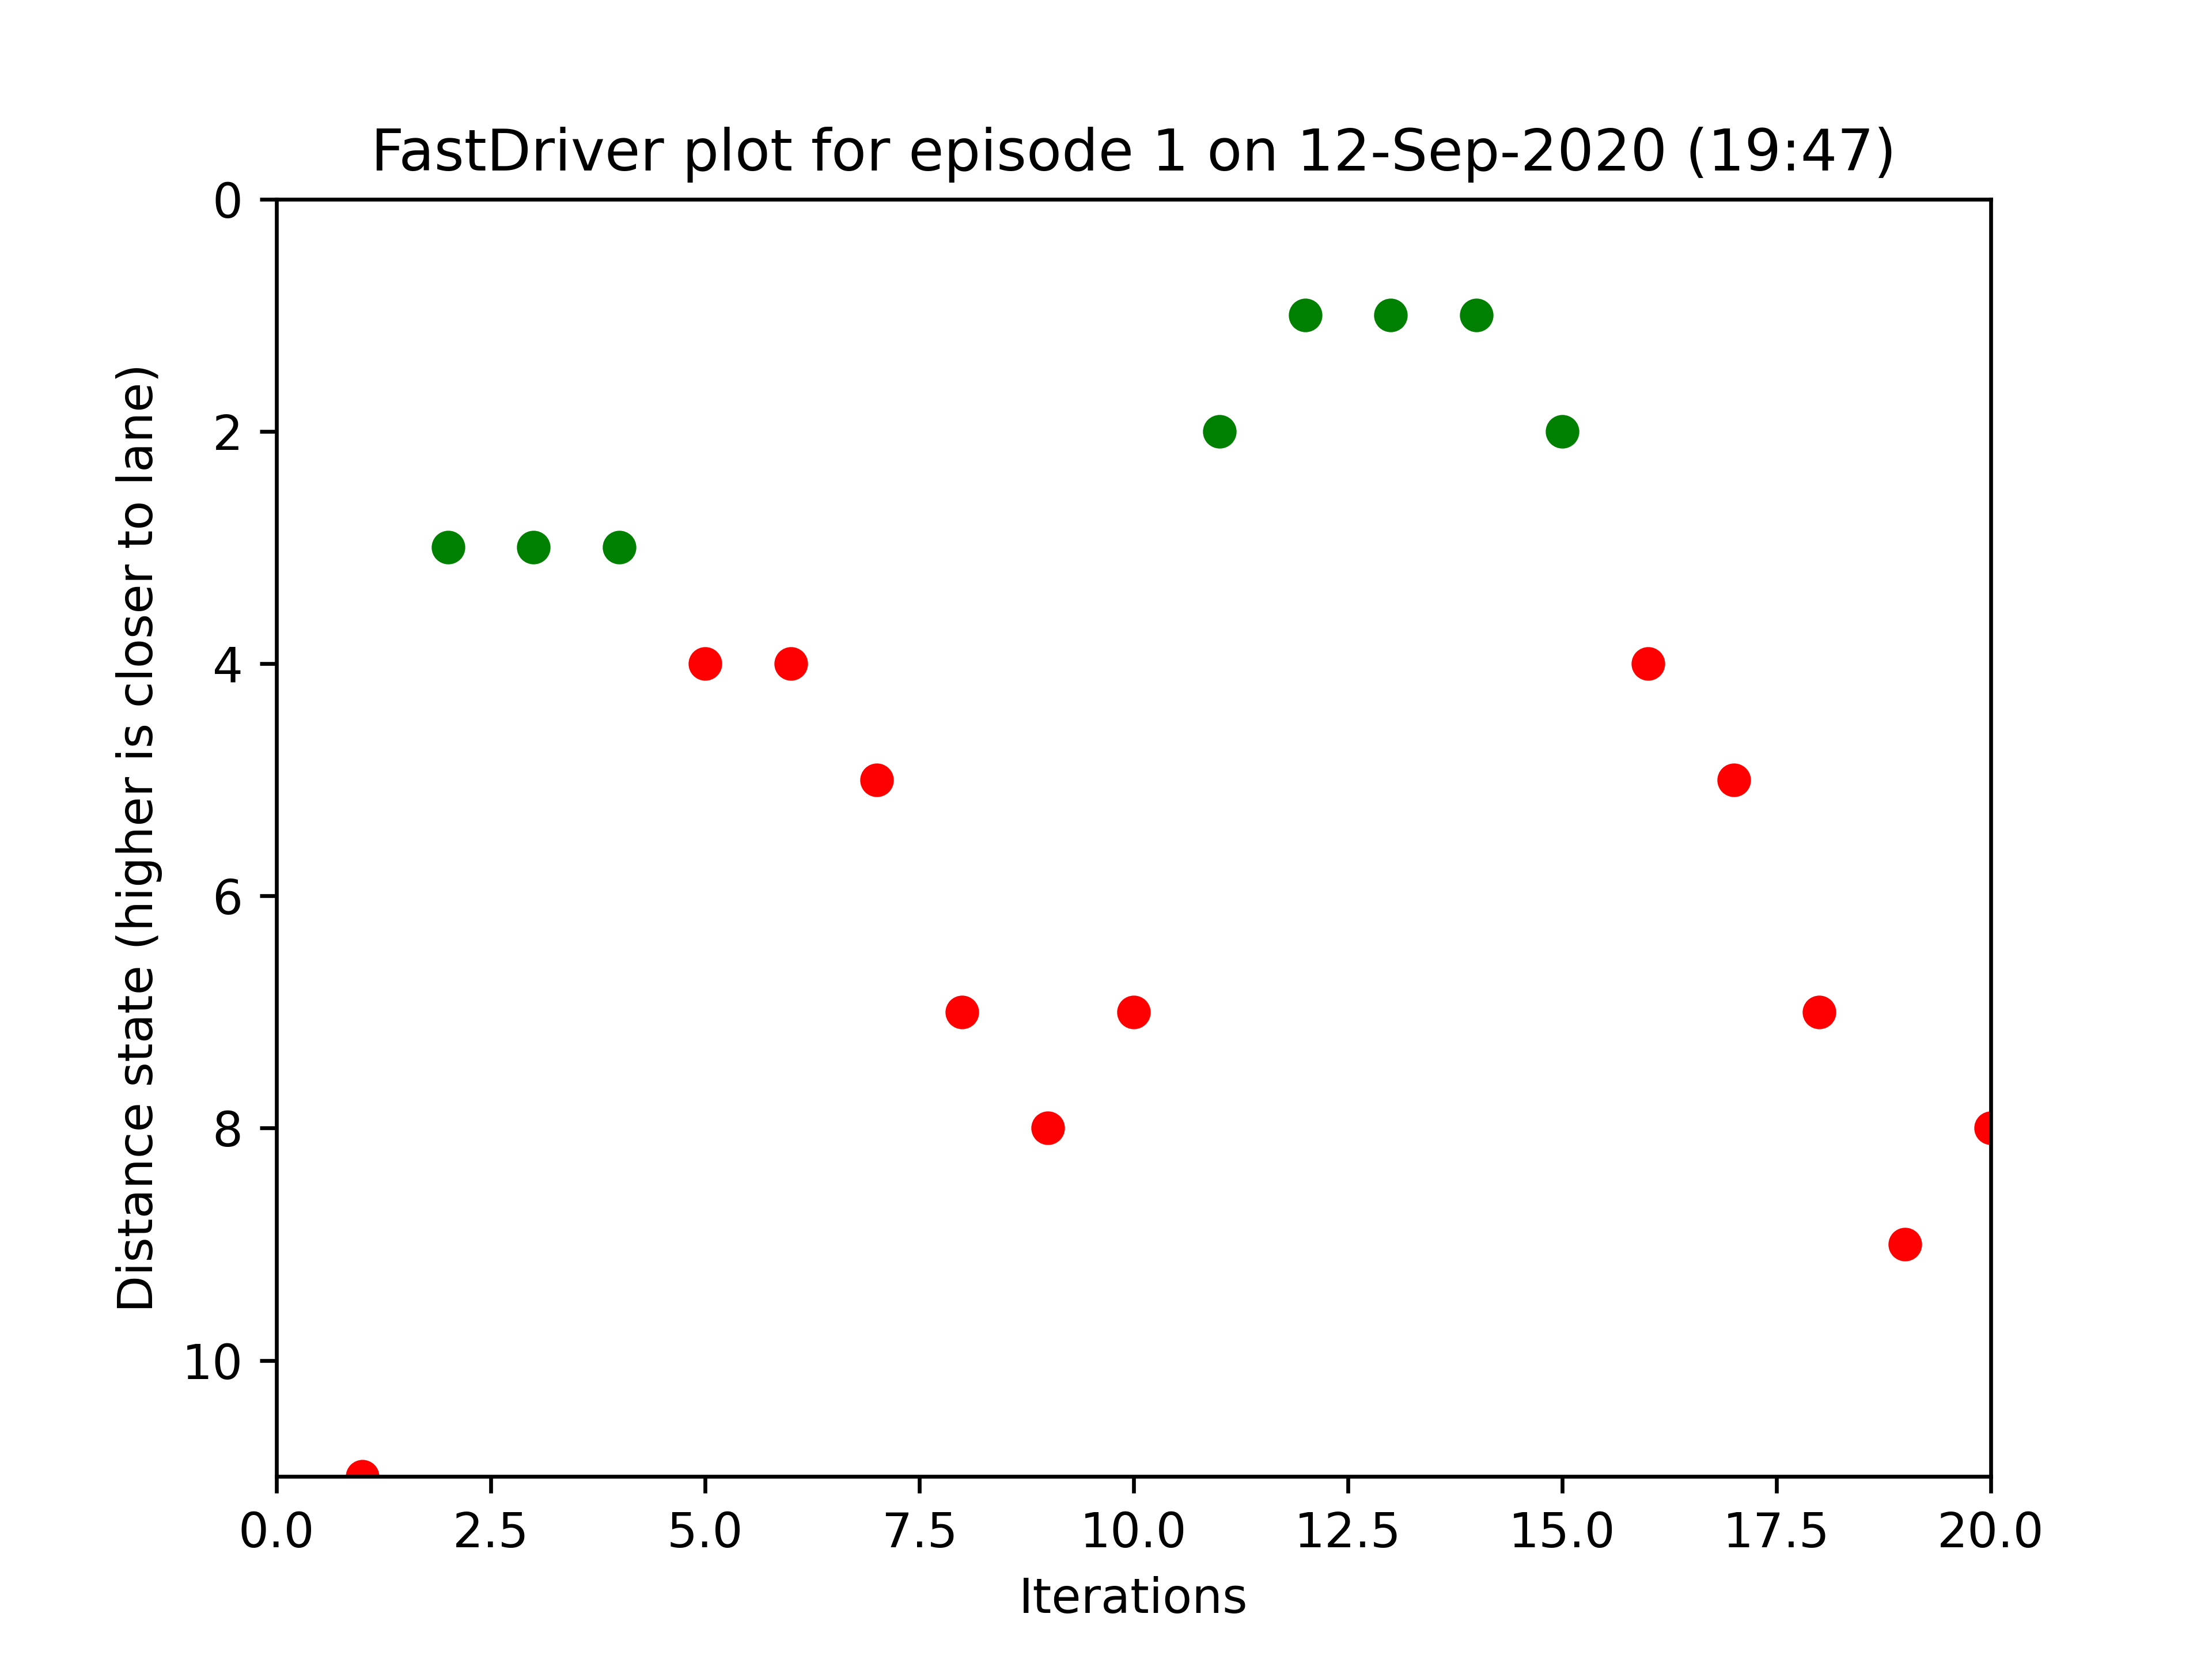 FastDriver plot for episode 1 on 12-Sep-2020 (19:47)
Distance state (higher is closer to lane)
0
2
4
6
8
10
0.0 2.5 5.0 7.5 10.0 12.5 15.0 17.5 20.0
Iterations